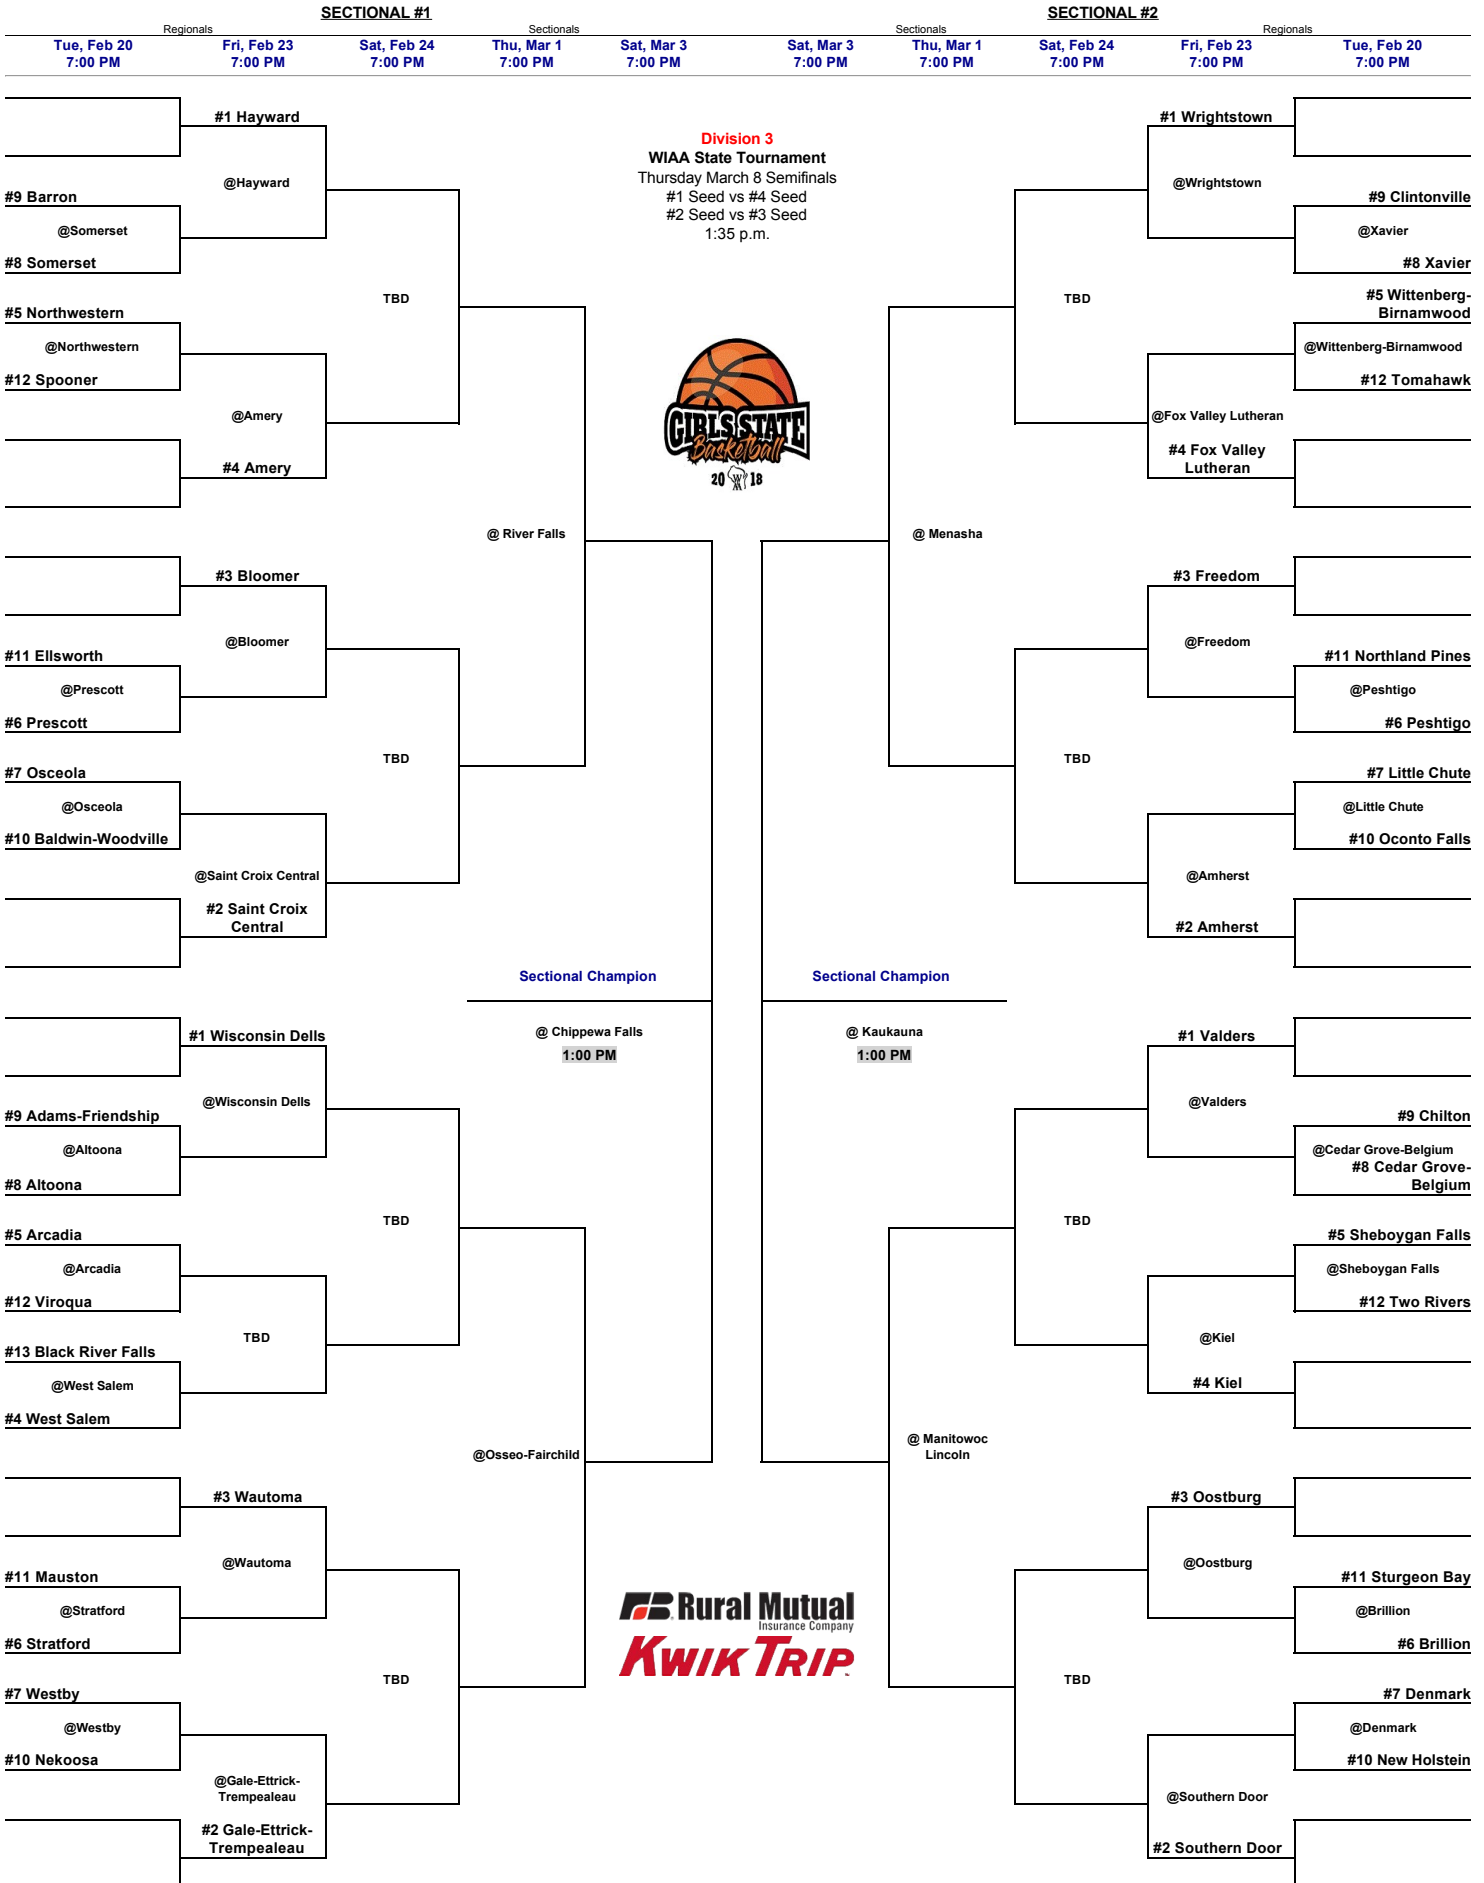 SECTIONAL #1
SECTIONAL #2
Regionals
Sectionals
Sectionals
Regionals
Tue, Feb 20
7:00 PM
Fri, Feb 23
7:00 PM
Sat, Feb 24
7:00 PM
Thu, Mar 1
7:00 PM
Sat, Mar 3
7:00 PM
Sat, Mar 3
7:00 PM
Thu, Mar 1
7:00 PM
Sat, Feb 24
7:00 PM
Fri, Feb 23
7:00 PM
Tue, Feb 20
7:00 PM
#1 Hayward
@Hayward
#9 Barron
@Somerset
#8 Somerset
TBD
#5 Northwestern
@Northwestern
#12 Spooner
@Amery
#4 Amery
@ River Falls
#3 Bloomer
@Bloomer
#11 Ellsworth
@Prescott
#6 Prescott
TBD
#7 Osceola
@Osceola
#10 Baldwin-Woodville
@Saint Croix Central
#2 Saint Croix
Central
Sectional Champion
@ Chippewa Falls
1:00 PM
#1 Wisconsin Dells
@Wisconsin Dells
#9 Adams-Friendship
@Altoona
#8 Altoona
TBD
#5 Arcadia
@Arcadia
#12 Viroqua
TBD
#13 Black River Falls
@West Salem
#4 West Salem
@Osseo-Fairchild
#3 Wautoma
@Wautoma
#11 Mauston
@Stratford
#6 Stratford
TBD
#7 Westby
@Westby
#10 Nekoosa
@Gale-Ettrick-
Trempealeau
#2 Gale-Ettrick-
Trempealeau
Division 3
WIAA State Tournament
Thursday March 8 Semifinals
#1 Seed vs #4 Seed
#2 Seed vs #3 Seed
1:35 p.m.
GIRLS STATE
Basketball
20 18
#1 Wrightstown
@Wrightstown
#9 Clintonville
@Xavier
#8 Xavier
TBD
#5 Wittenberg-
Birnamwood
@Wittenberg-Birnamwood
#12 Tomahawk
@Fox Valley Lutheran
#4 Fox Valley
Lutheran
@ Menasha
#3 Freedom
@Freedom
#11 Northland Pines
@Peshtigo
#6 Peshtigo
TBD
#7 Little Chute
@Little Chute
#10 Oconto Falls
@Amherst
#2 Amherst
Sectional Champion
@ Kaukauna
1:00 PM
#1 Valders
@Valders
#9 Chilton
@Cedar Grove-Belgium
#8 Cedar Grove-
Belgium
TBD
#5 Sheboygan Falls
@Sheboygan Falls
#12 Two Rivers
@Kiel
#4 Kiel
@ Manitowoc
Lincoln
#3 Oostburg
@Oostburg
#11 Sturgeon Bay
@Brillion
#6 Brillion
TBD
#7 Denmark
@Denmark
#10 New Holstein
@Southern Door
#2 Southern Door
Rural Mutual
Insurance Company
KWIK TRIP